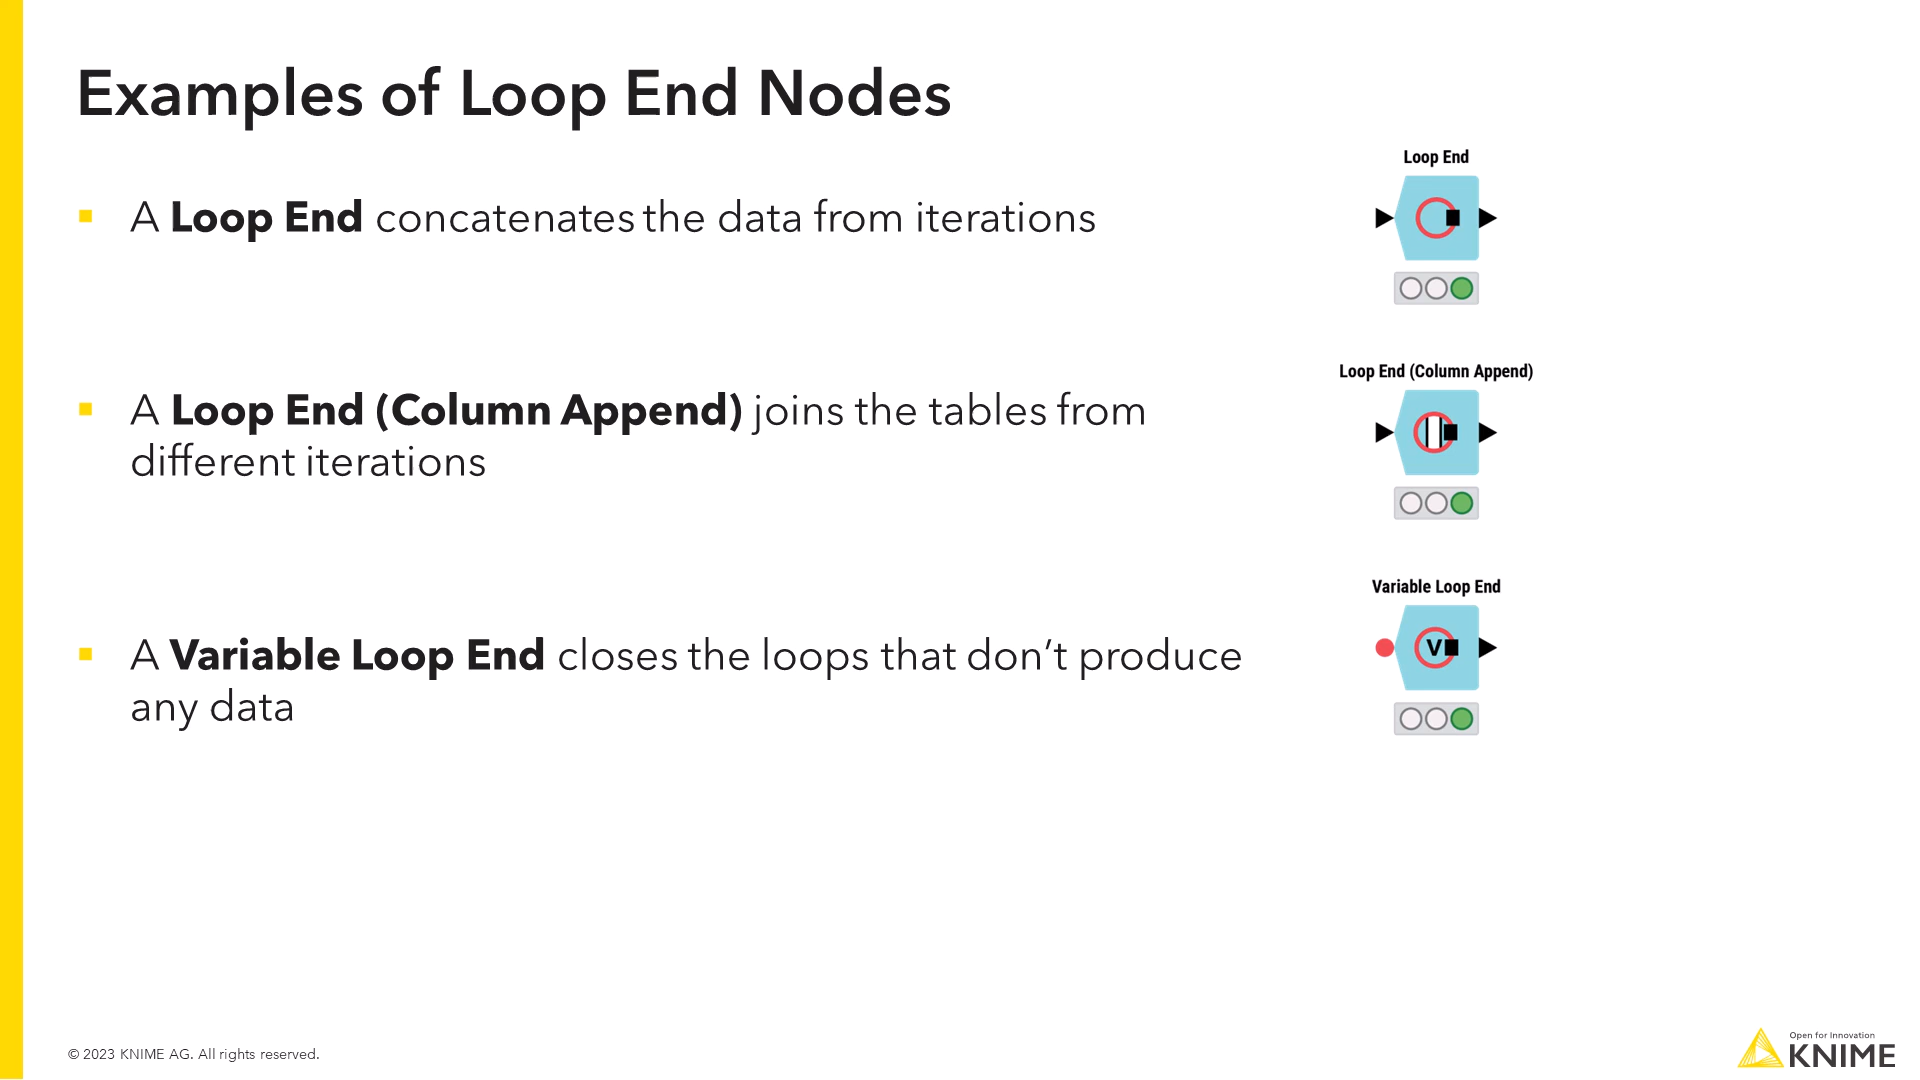 Examples of Loop End Nodes
A Loop End concatenates the data from iterations
Loop End
A Loop End (Column Append) joins the tables from
different iterations
Loop End (Column Append)
A Variable Loop End closes the loops that don’t produce
any data
Variable Loop End
V
© 2023 KNIME AG. All rights reserved.
Open for Innovation
KNIME